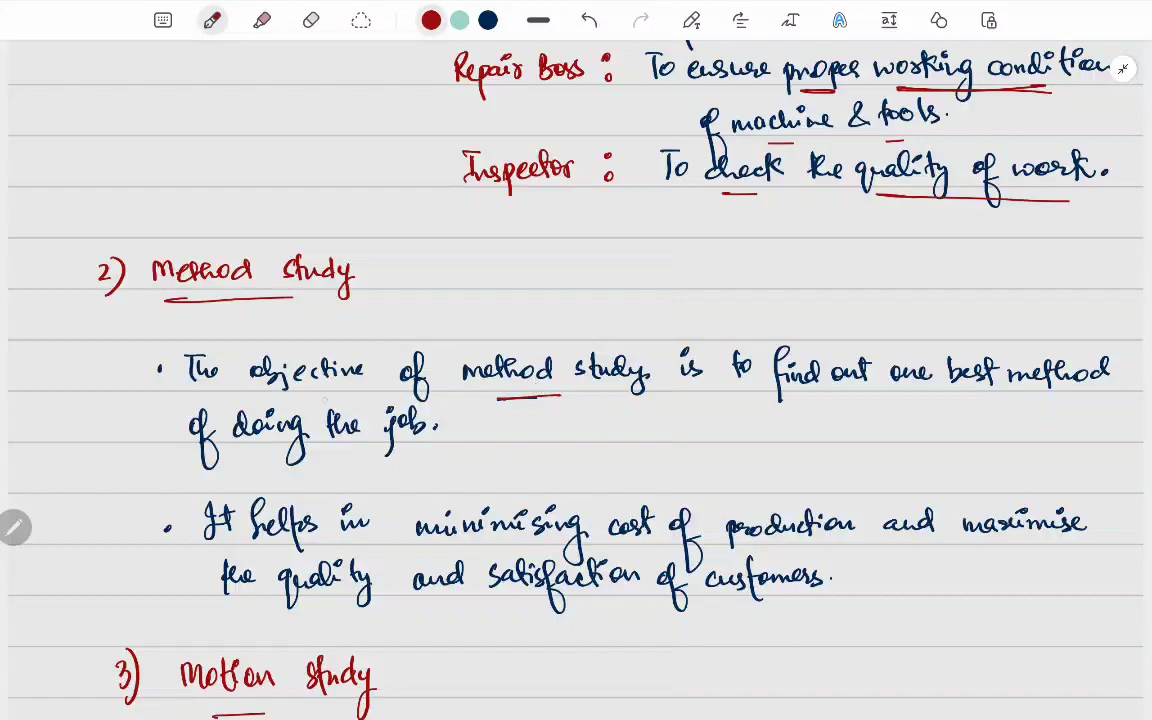 Repair Boss : To ensure proper working condition
of machine & tools.
Inspector : To check the quality of work.
2) Method study
• The objective of method study is to find out one best method
of doing the job.
• It helps in minimising cost of production and maximise
the quality and satisfaction of customers.
3) Motion study